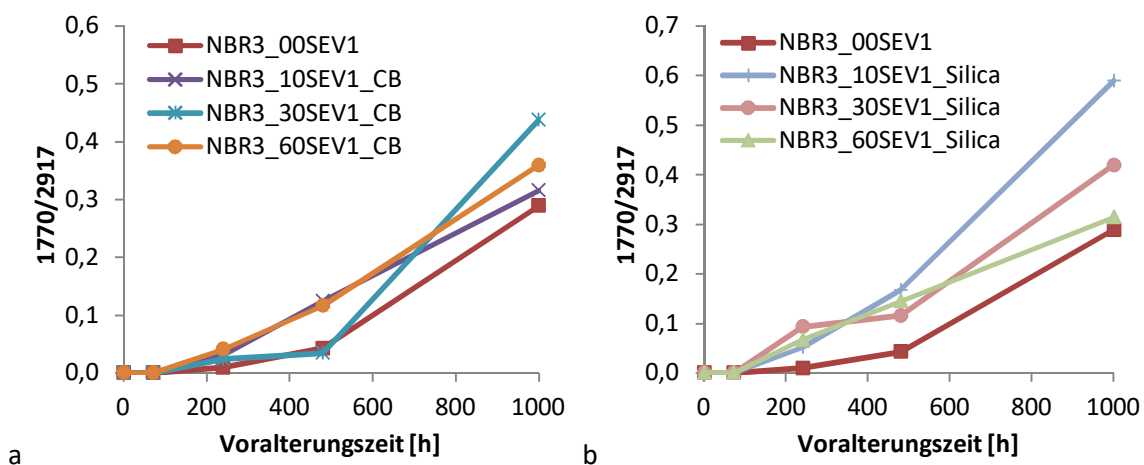 0,6
0,5
0,4
0,3
0,2
0,1
0,0
1770/2917
NBR3_00SEV1
NBR3_10SEV1_CB
NBR3_30SEV1_CB
NBR3_60SEV1_CB
0 200 400 600 800 1000
Voralterungszeit [h]
a
0,7
0,6
0,5
0,4
0,3
0,2
0,1
0,0
1770/2917
NBR3_00SEV1
NBR3_10SEV1_Silica
NBR3_30SEV1_Silica
NBR3_60SEV1_Silica
0 200 400 600 800 1000
Voralterungszeit [h]
b